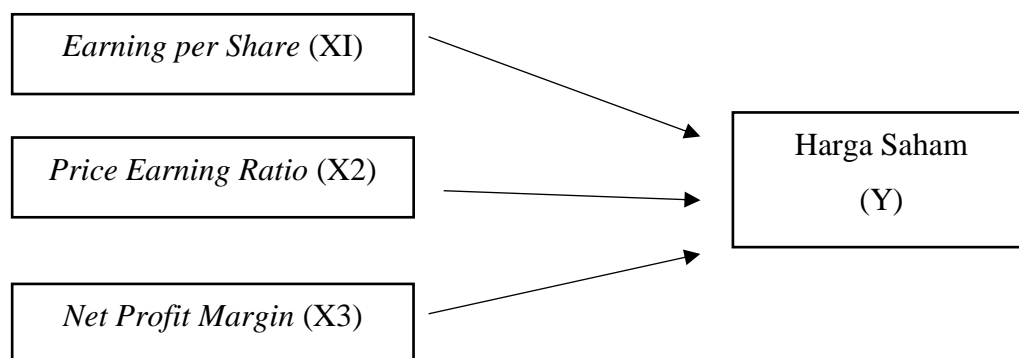 Earning per Share (XI)
Price Earning Ratio (X2)
Net Profit Margin (X3)
Harga Saham
(Y)